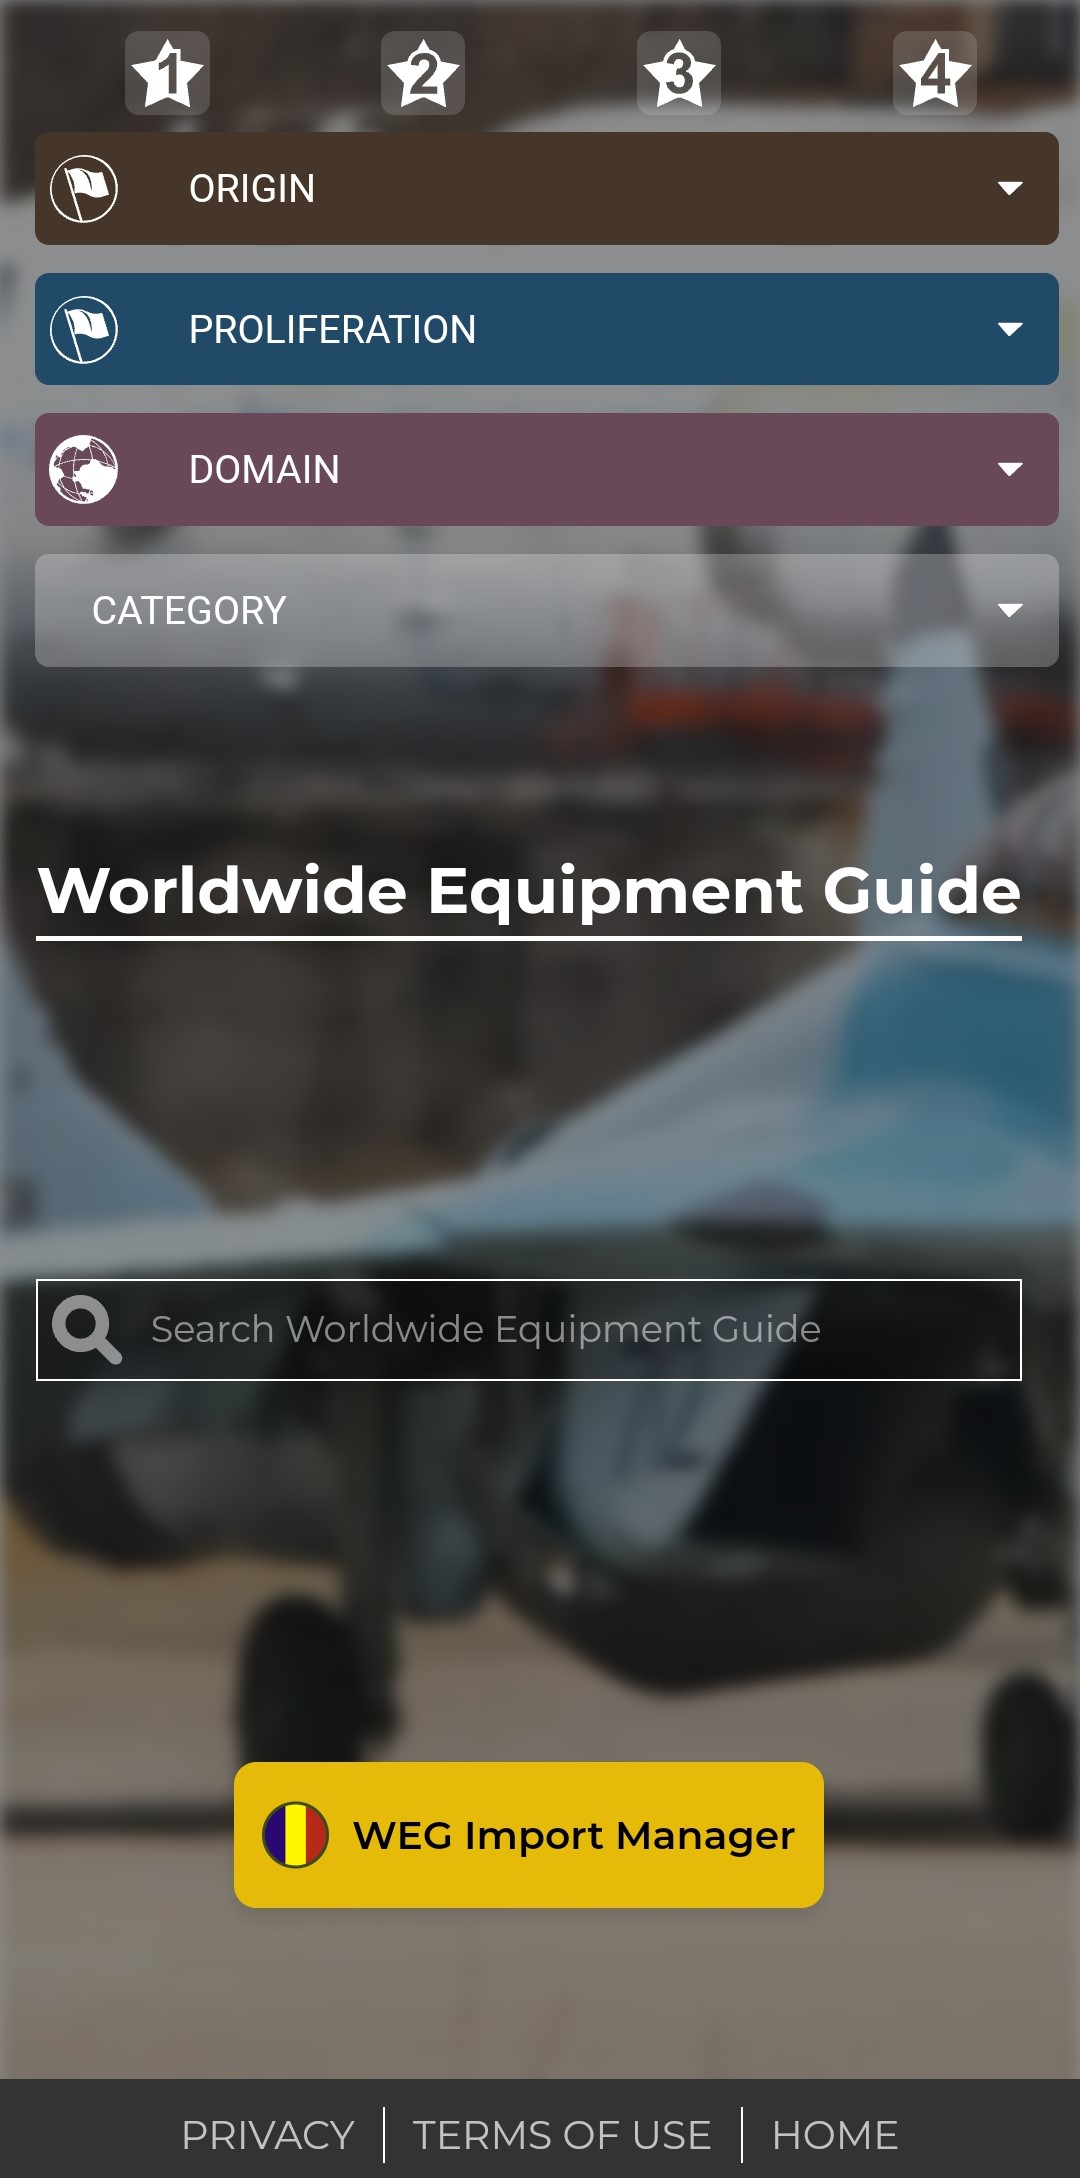 1 2 3 4
ORIGIN
PROLIFERATION
DOMAIN
CATEGORY
Worldwide Equipment Guide
Search Worldwide Equipment Guide
WEG Import Manager
PRIVACY TERMS OF USE HOME